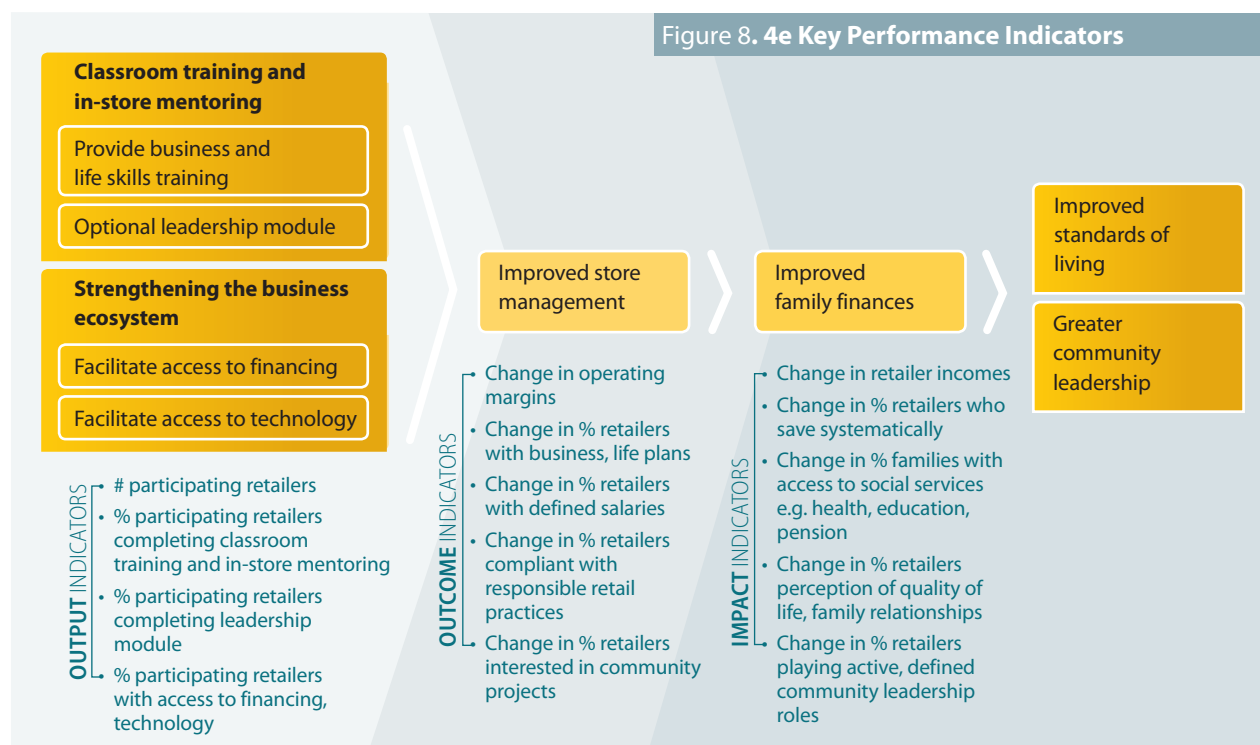 Figure 8. 4e Key Performance Indicators
Classroom training and
in-store mentoring
Provide business and
life skills training
Optional leadership module
Strengthening the business
ecosystem
Facilitate access to financing
Facilitate access to technology
OUTPUT INDICATORS
# participating retailers
• % participating retailers
completing classroom
training and in-store mentoring
• % participating retailers
completing leadership
module
% participating retailers
with access to financing,
technology
Improved store
management
OUTCOME INDICATORS
Change in operating
margins
• Change in % retailers
with business, life plans
• Change in % retailers
with defined salaries
• Change in % retailers
compliant with
responsible retail
practices
Change in % retailers
interested in community
projects
Improved
family finances
IMPACT INDICATORS
Change in retailer incomes
• Change in % retailers who
save systematically
• Change in % families with
access to social services
e.g. health, education,
pension
• Change in % retailers
perception of quality of
life, family relationships
Change in % retailers
playing active, defined
community leadership
roles
Improved
standards of
living
Greater
community
leadership